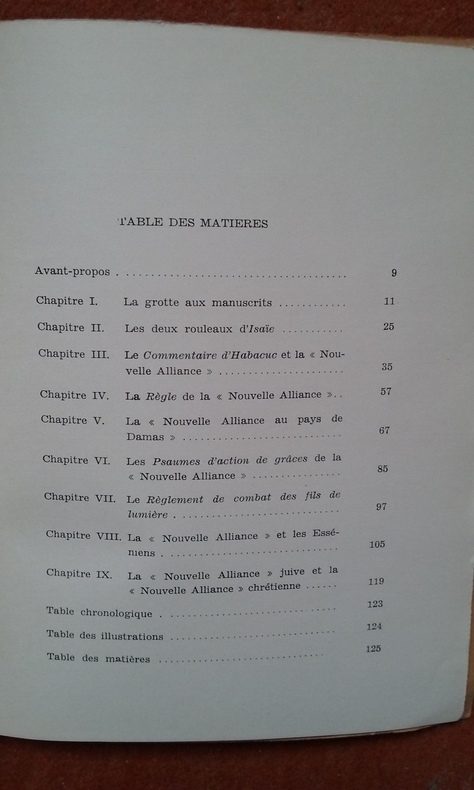 TABLE DES MATIERES
Avant-propos . . . . . . . . . . . . . . . . . . . . . . . . . . . . . . . . . . . . 9
Chapitre I. La grotte aux manuscrits . . . . . . . . . . . 11
Chapitre II. Les deux rouleaux d'Isaïe . . . . . . . . . . 25
Chapitre III. Le Commentaire d'Habacuc et la « Nou-
velle Alliance » . . . . . . . . . . . . . . . . . . . . 35
Chapitre IV. La Règle de la « Nouvelle Alliance ».. 57
Chapitre V. La « Nouvelle Alliance au pays de
Damas » . . . . . . . . . . . . . . . . . . . . . . . . . 67
Chapitre VI. Les Psaumes d'action de grâces de la
« Nouvelle Alliance » . . . . . . . . . . . . . . 85
Chapitre VII. Le Règlement de combat des fils de
lumière . . . . . . . . . . . . . . . . . . . . . . . . . . 97
Chapitre VIII. La « Nouvelle Alliance » et les Essé-
niens . . . . . . . . . . . . . . . . . . . . . . . . . . . . 105
Chapitre IX. La « Nouvelle Alliance » juive et la
« Nouvelle Alliance » chrétienne . . . . . . 119
Table chronologique . . . . . . . . . . . . . . . . . . . . . . . . . . . . 123
Table des illustrations . . . . . . . . . . . . . . . . . . . . . . . . . . 124
Table des matières . . . . . . . . . . . . . . . . . . . . . . . . . . 125